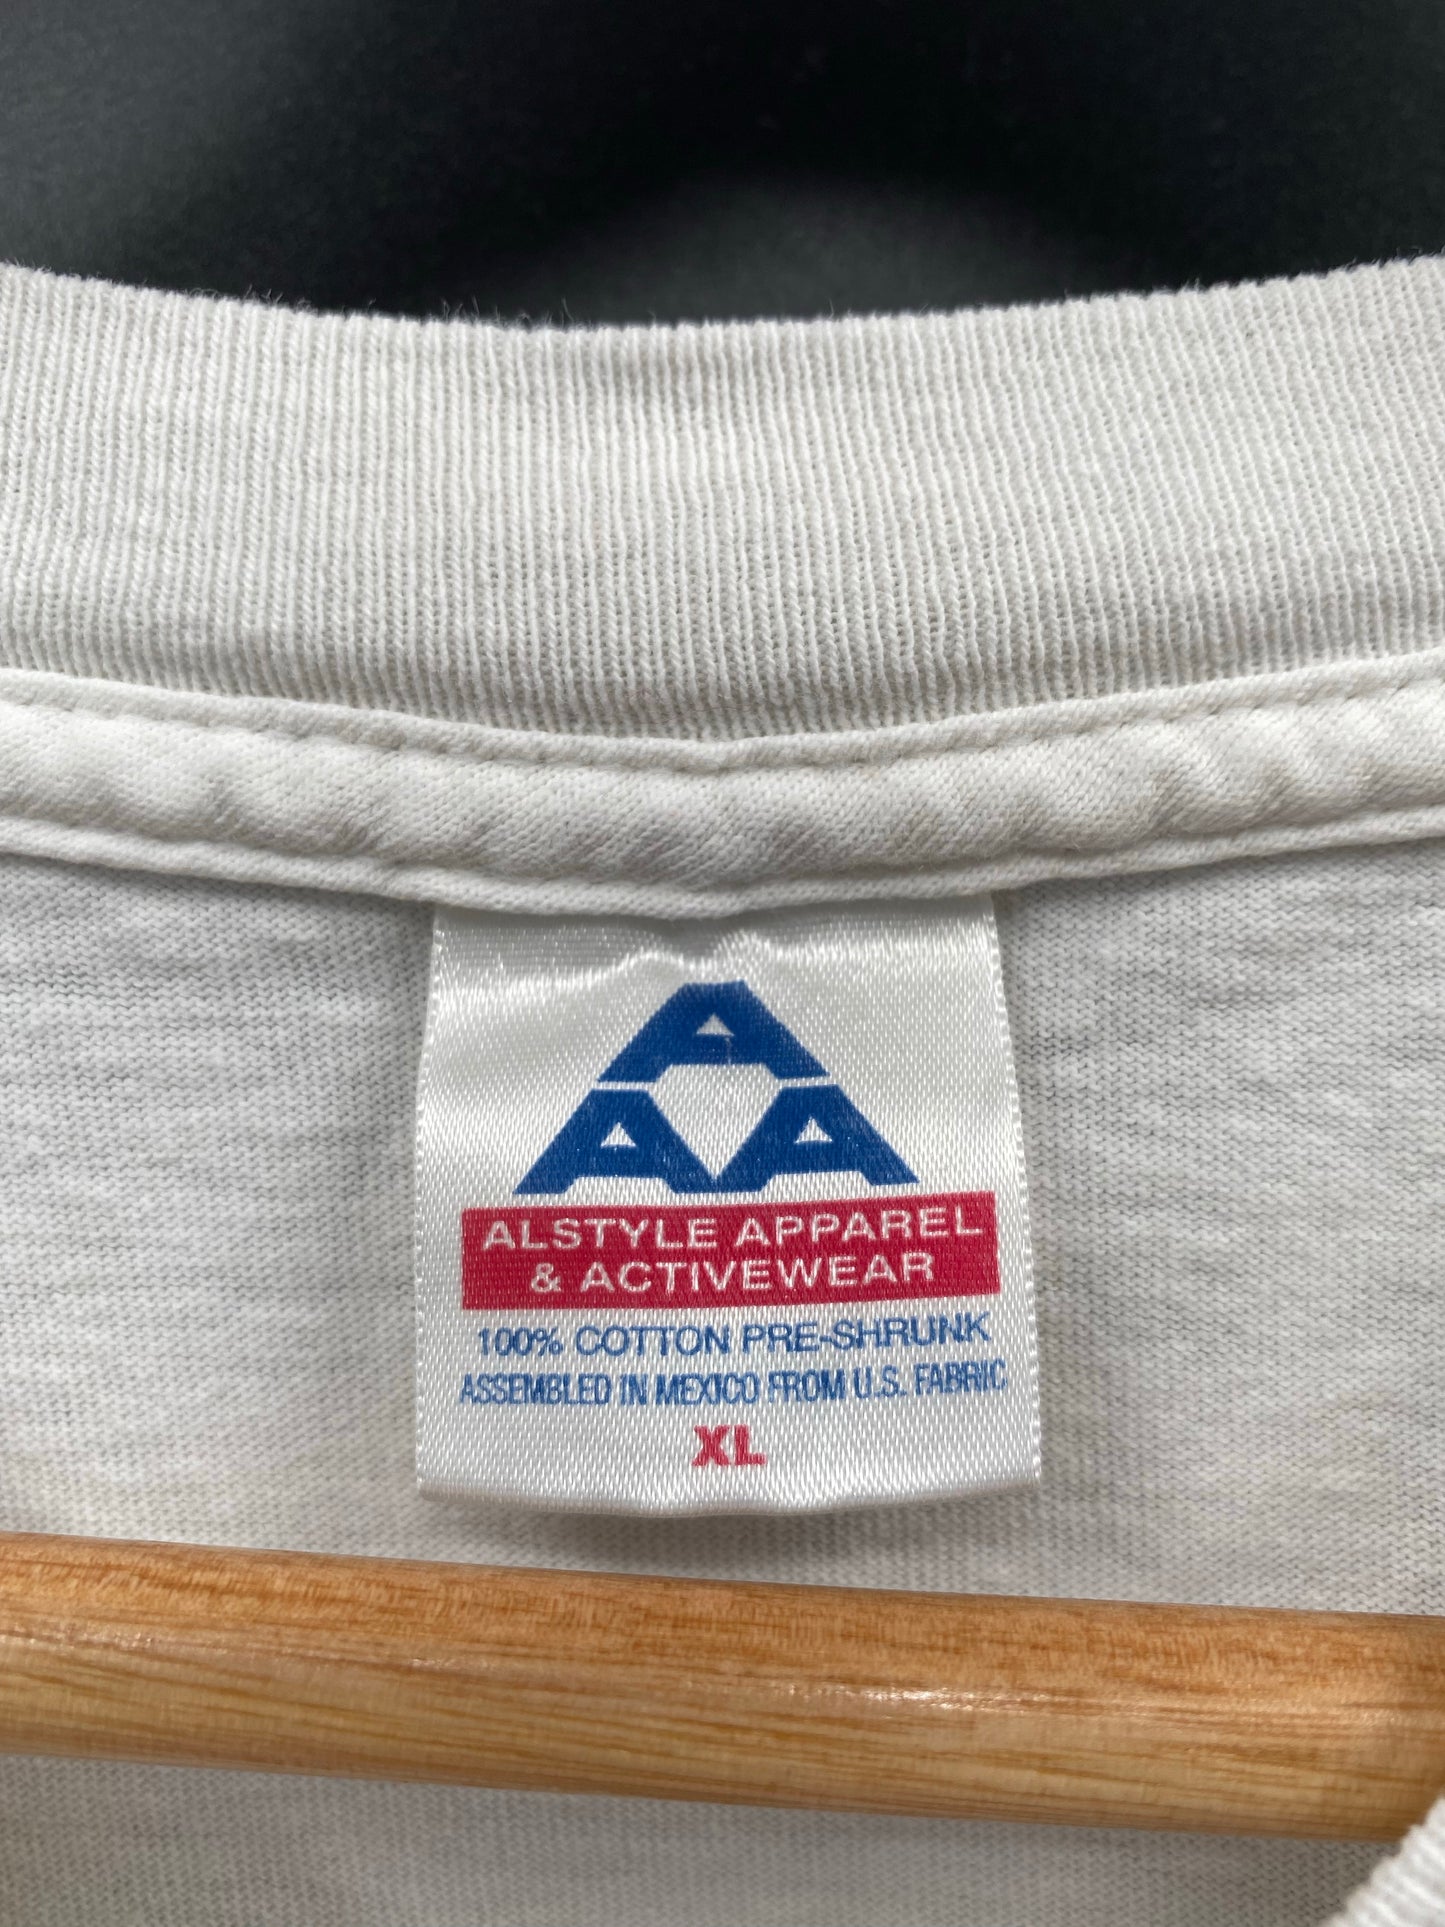 A
A A
ALSTYLE APPAREL
& ACTIVEWEAR
100% COTTON PRE-SHRUNK
ASSEMBLED IN MEXICO FROM U.S. FABRIC
XL